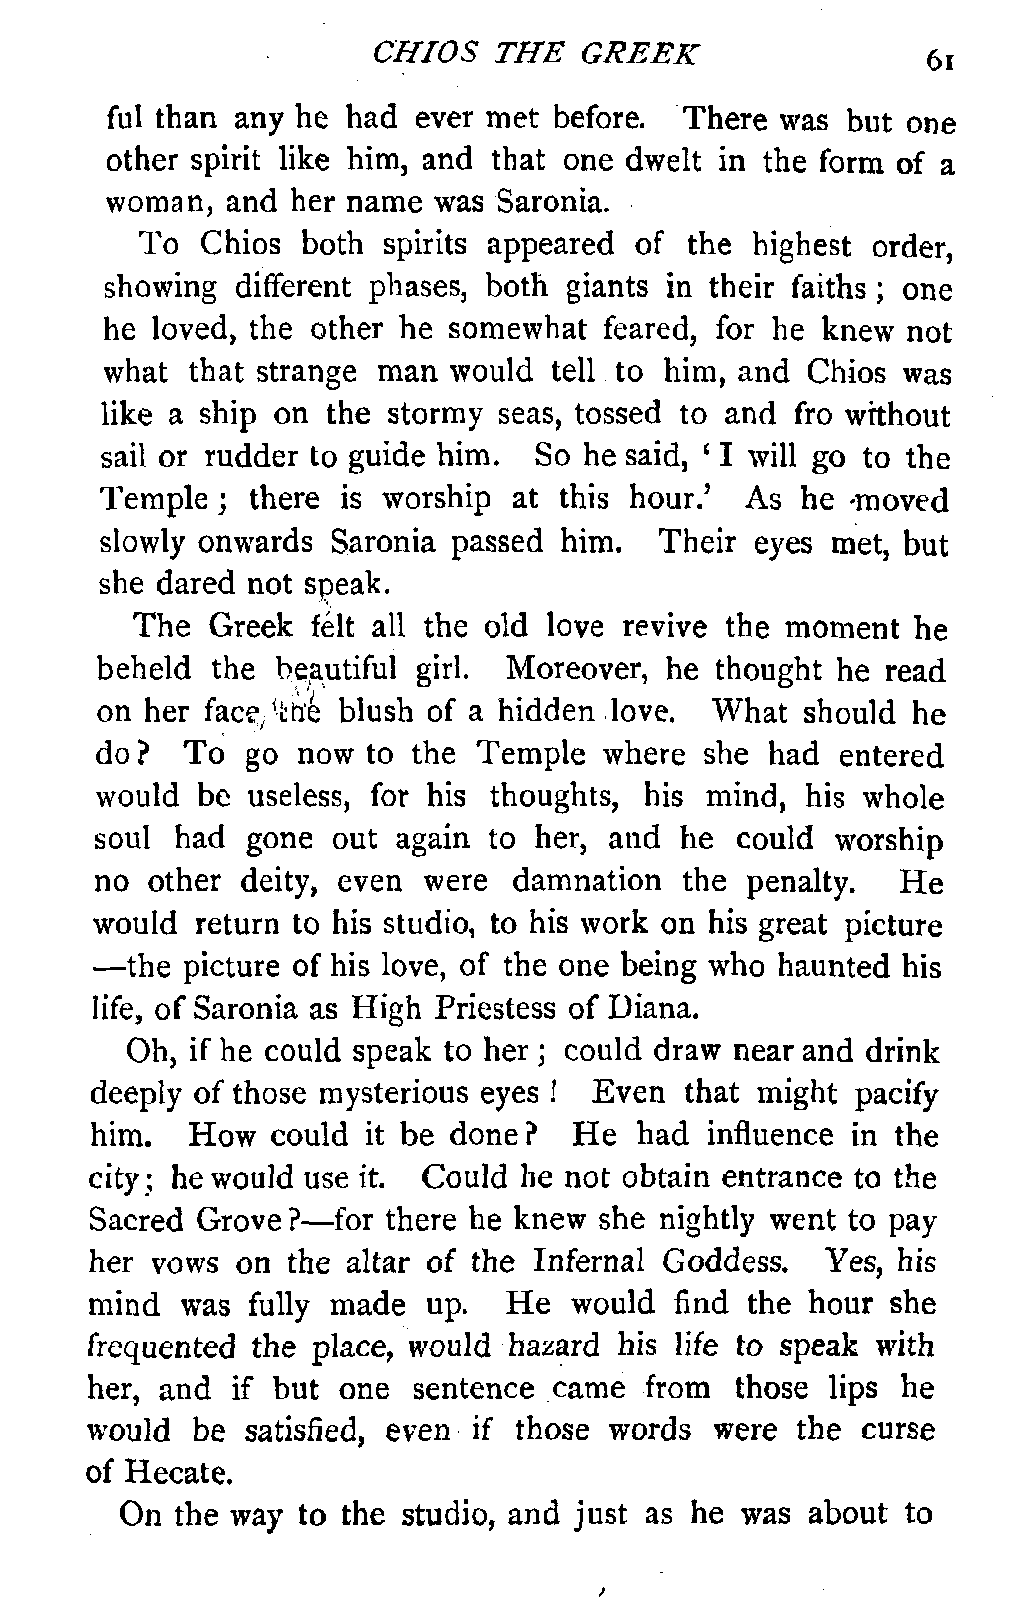 CHIOS THE GREEK 61
ful than any he had ever met before. There was but one
other spirit like him, and that one dwelt in the form of a
woman, and her name was Saronia.
To Chios both spirits appeared of the highest order,
showing different phases, both giants in their faiths ; one
he loved, the other he somewhat feared, for he knew not
what that strange man would tell to him, and Chios was
like a ship on the stormy seas, tossed to and fro without
sail or rudder to guide him. So he said, ‘ I will go to the
Temple ; there is worship at this hour.’ As he moved
slowly onwards Saronia passed him. Their eyes met, but
she dared not speak.
The Greek felt all the old love revive the moment he
beheld the beautiful girl. Moreover, he thought he read
on her face the blush of a hidden love. What should he
do? To go now to the Temple where she had entered
would be useless, for his thoughts, his mind, his whole
soul had gone out again to her, and he could worship
no other deity, even were damnation the penalty. He
would return to his studio, to his work on his great picture
—the picture of his love, of the one being who haunted his
life, of Saronia as High Priestess of Diana.
Oh, if he could speak to her ; could draw near and drink
deeply of those mysterious eyes ! Even that might pacify
him. How could it be done? He had influence in the
city; he would use it. Could he not obtain entrance to the
Sacred Grove?—for there he knew she nightly went to pay
her vows on the altar of the Infernal Goddess. Yes, his
mind was fully made up. He would find the hour she
frequented the place, would hazard his life to speak with
her, and if but one sentence came from those lips he
would be satisfied, even if those words were the curse
of Hecate.
On the way to the studio, and just as he was about to